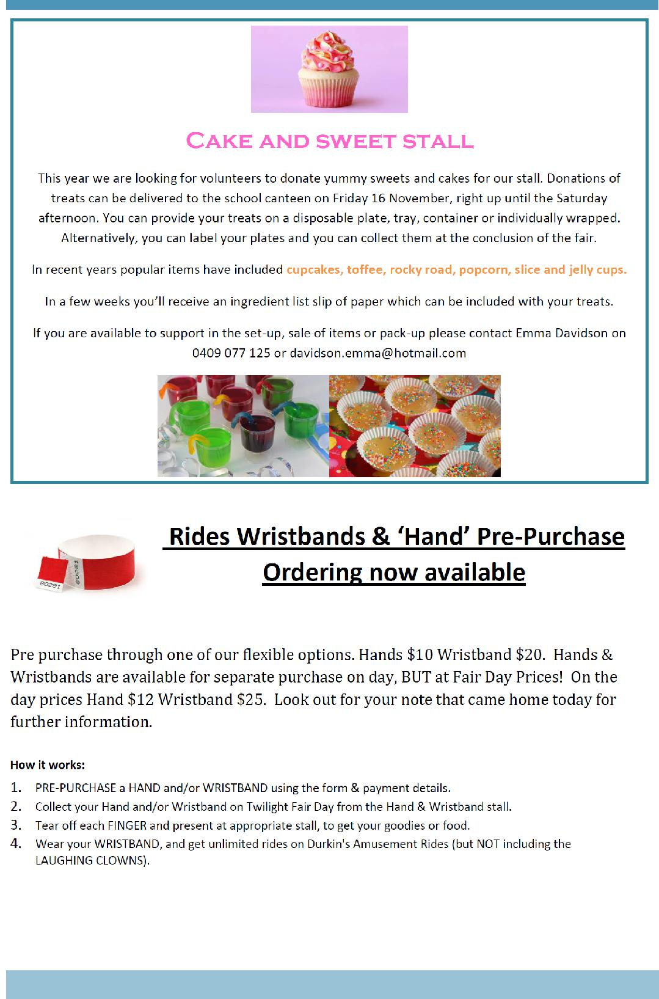 CAKE AND SWEET STALL
This year we are looking for volunteers to donate yummy sweets and cakes for our stall. Donations of
treats can be delivered to the school canteen on Friday 16 November, right up until the Saturday
afternoon. You can provide your treats on a disposable plate, tray, container or individually wrapped.
Alternatively, you can label your plates and you can collect them at the conclusion of the fair.
In recent years popular items have included cupcakes, toffee, rocky road, popcorn, slice and jelly cups.
In a few weeks you’ll receive an ingredient list slip of paper which can be included with your treats.
If you are available to support in the set-up, sale of items or pack-up please contact Emma Davidson on
0409 077 125 or davidson.emma@hotmail.com
Rides Wristbands & ‘Hand’ Pre-Purchase
Ordering now available
80281
80281
Pre purchase through one of our flexible options. Hands $10 Wristband $20.  Hands &
Wristbands are available for separate purchase on day, BUT at Fair Day Prices!  On the
day prices Hand $12 Wristband $25.  Look out for your note that came home today for
further information.
How it works:
1. PRE-PURCHASE a HAND and/or WRISTBAND using the form & payment details.
2. Collect your Hand and/or Wristband on Twilight Fair Day from the Hand & Wristband stall.
3. Tear off each FINGER and present at appropriate stall, to get your goodies or food.
4. Wear your WRISTBAND, and get unlimited rides on Durkin's Amusement Rides (but NOT including the
LAUGHING CLOWNS).